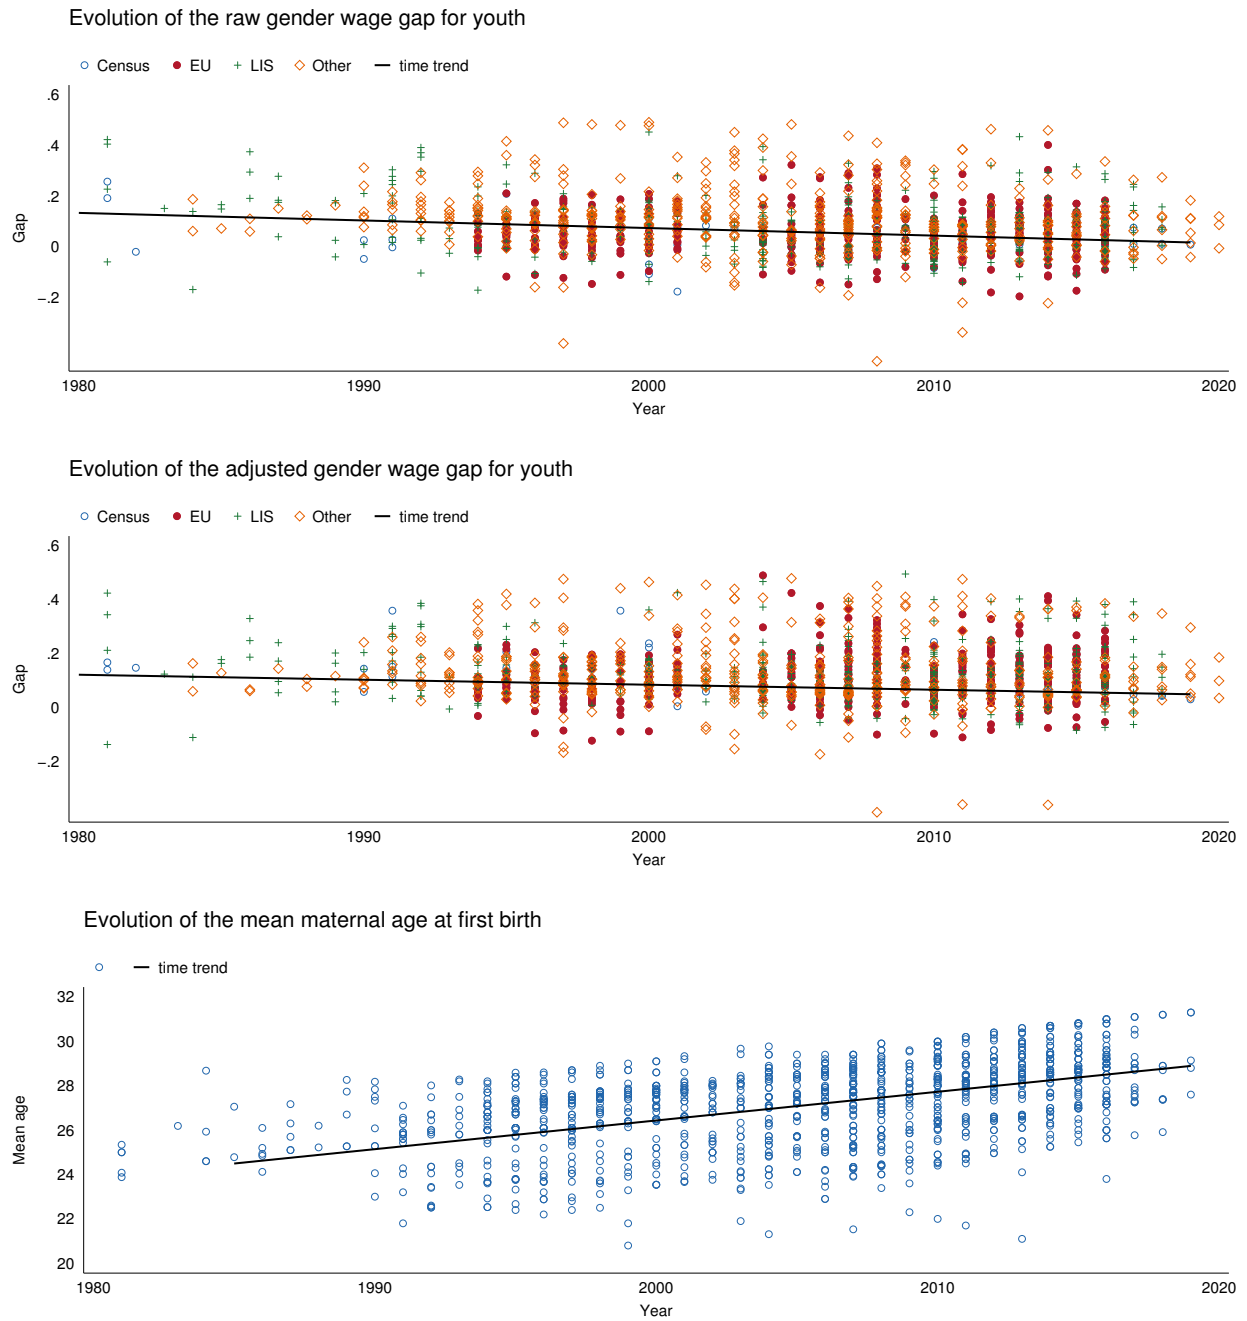 Evolution of the raw gender wage gap for youth
Census EU LIS Other time trend
.6
.4
.2
0
−.2
Gap
1980 1990 2000 2010 2020
Year
Evolution of the adjusted gender wage gap for youth
Census EU LIS Other time trend
.6
.4
.2
0
−.2
Gap
1980 1990 2000 2010 2020
Year
Evolution of the mean maternal age at first birth
time trend
32
30
28
26
24
22
20
Mean age
1980 1990 2000 2010 2020
Year